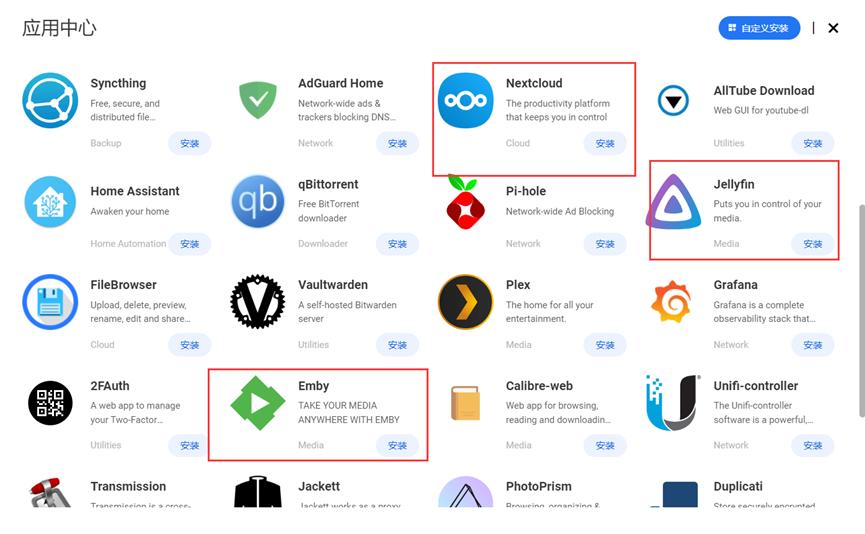 应用中心
自定义安装
Syncthing
Free, secure, and
distributed file...
Backup
安装
AdGuard Home
Network-wide ads &
trackers blocking DNS...
Network
安装
Nextcloud
The productivity platform
that keeps you in control
Cloud
安装
AllTube Download
Web GUI for youtube-dl
Utilities
安装
Home Assistant
Awaken your home
Home Automation
安装
qb
qBittorrent
Free BitTorrent
downloader
Downloader
安装
Pi-hole
Network-wide Ad Blocking
Network
安装
Jellyfin
Puts you in control of your
media.
Media
安装
FileBrowser
Upload, delete, preview,
rename, edit and share...
Cloud
安装
Vaultwarden
A self-hosted Bitwarden
server
Utilities
安装
Plex
The home for all your
entertainment.
Media
安装
Grafana
Grafana is a complete
observability stack that...
Network
安装
2FAuth
A web app to manage
your Two-Factor...
Utilities
安装
Emby
TAKE YOUR MEDIA
ANYWHERE WITH EMBY
Media
安装
Calibre-web
Web app for browsing,
reading and downloadin...
Media
安装
Unifi-controller
The Unifi-controller
software is a powerful,...
Network
安装
Transmission
Transmission is a cross-
Jackett
Jackett works as a proxy
PhotoPrism
Browsing, organizing &
Duplicati
Store securely encrypted